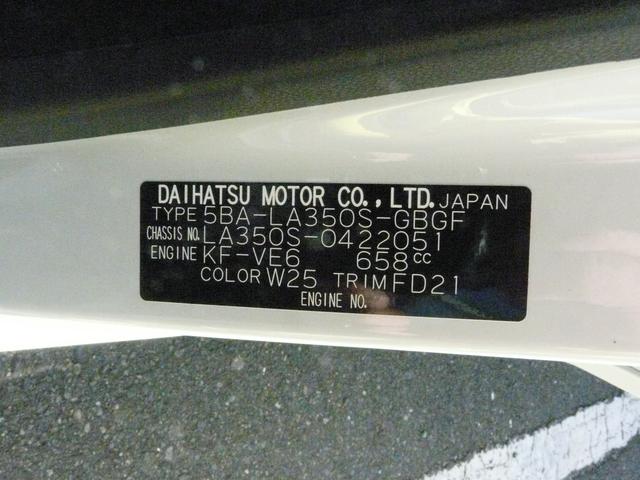 DAIHATSU MOTOR CO., LTD. JAPAN
TYPE 5BA-LA350S-GBGF
CHASSIS NO. LA350S-0422051
ENGINE KF-VE6 658cc
COLOR W25 TRIM FD21
ENGINE NO.